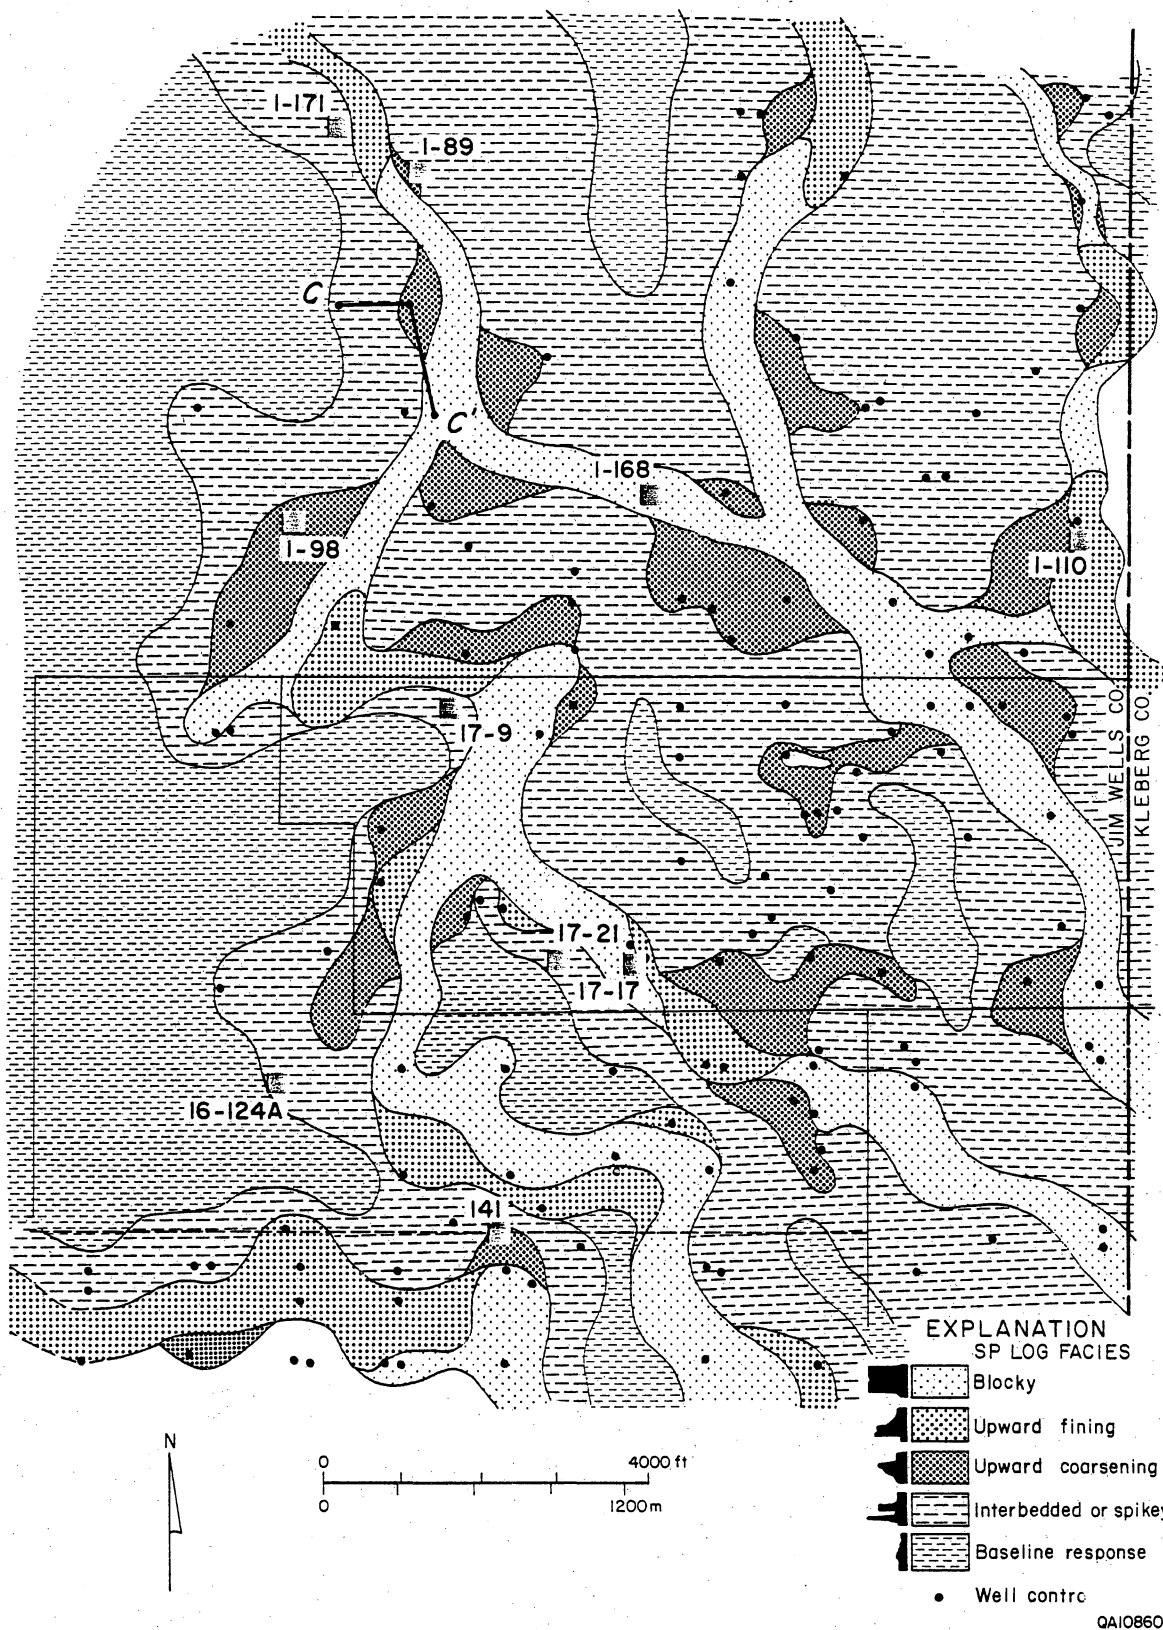 1-171
1-89
C
C'
1-168
1-98
1-110
17-9
JIM WELLS CO
KLEBERG CO
17-21
17-17
16-124A
141
EXPLANATION
SP LOG FACIES
Blocky
Upward fining
Upward coarsening
Interbedded or spikey
Baseline response
Well contro
N
0 4000 ft
0 1200 m
QA10860